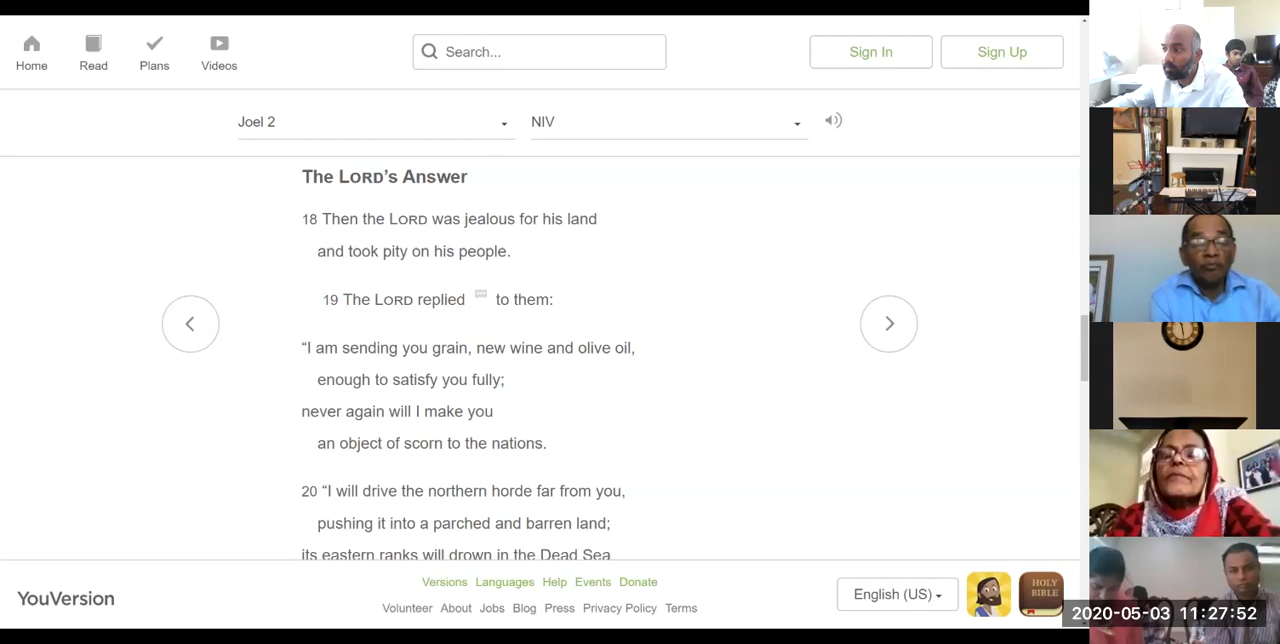 Home
Read
Plans
Videos
Search...
Sign In
Sign Up
Joel 2
NIV
The LORD’s Answer
18 Then the LORD was jealous for his land
and took pity on his people.
19 The LORD replied to them:
“I am sending you grain, new wine and olive oil,
enough to satisfy you fully;
never again will I make you
an object of scorn to the nations.
20 “I will drive the northern horde far from you,
pushing it into a parched and barren land;
its eastern ranks will drown in the Dead Sea
Versions Languages Help Events Donate
YouVersion
Volunteer About Jobs Blog Press Privacy Policy Terms
English (US)
HOLY
BIBLE
2020-05-03 11:27:52